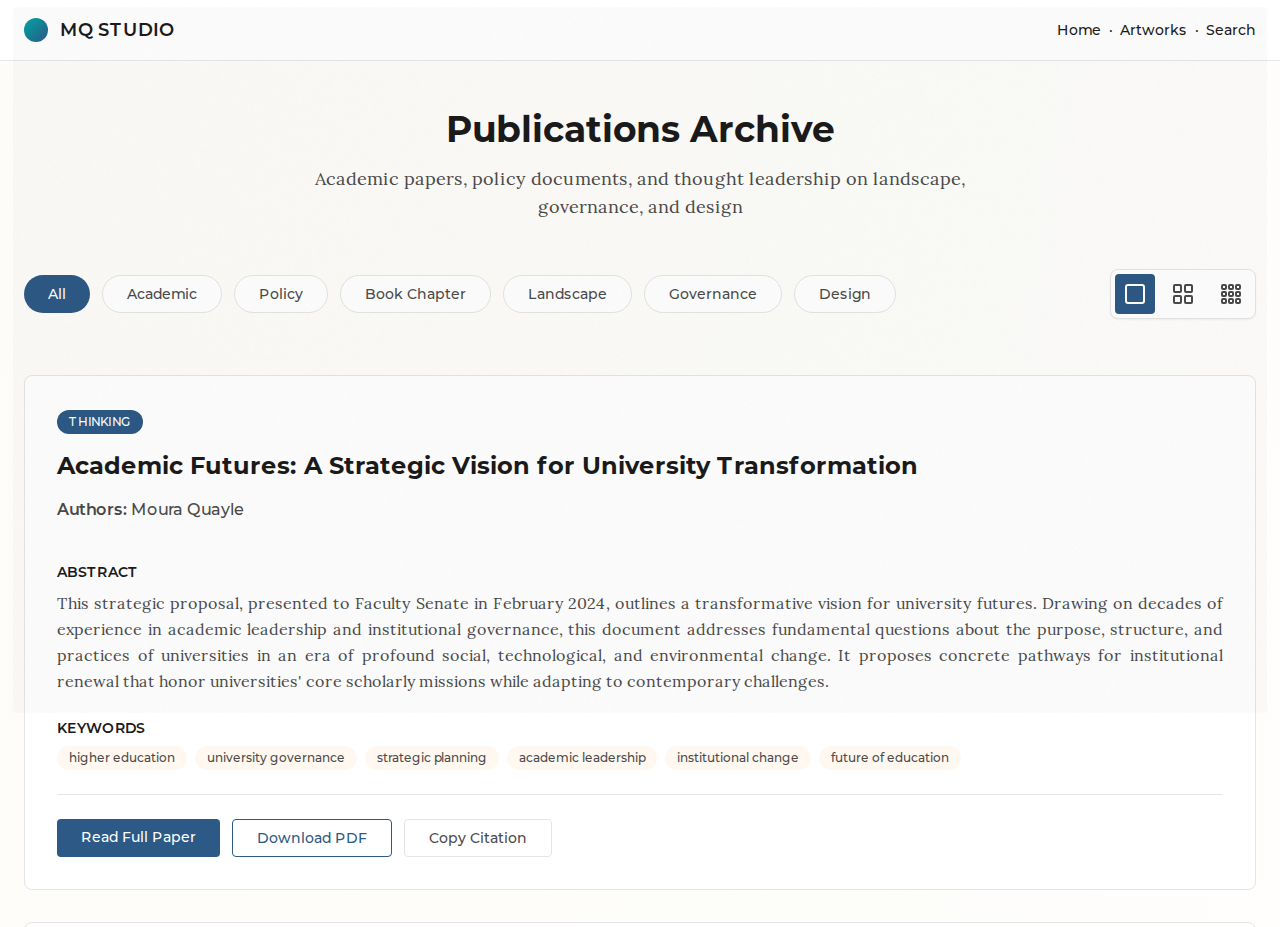 MQ STUDIO
Home · Artworks · Search
Publications Archive
Academic papers, policy documents, and thought leadership on landscape,
governance, and design
All
Academic
Policy
Book Chapter
Landscape
Governance
Design
THINKING
Academic Futures: A Strategic Vision for University Transformation
Authors: Moura Quayle
ABSTRACT
This strategic proposal, presented to Faculty Senate in February 2024, outlines a transformative vision for university futures. Drawing on decades of
experience in academic leadership and institutional governance, this document addresses fundamental questions about the purpose, structure, and
practices of universities in an era of profound social, technological, and environmental change. It proposes concrete pathways for institutional
renewal that honor universities' core scholarly missions while adapting to contemporary challenges.
KEYWORDS
higher education
university governance
strategic planning
academic leadership
institutional change
future of education
Read Full Paper
Download PDF
Copy Citation